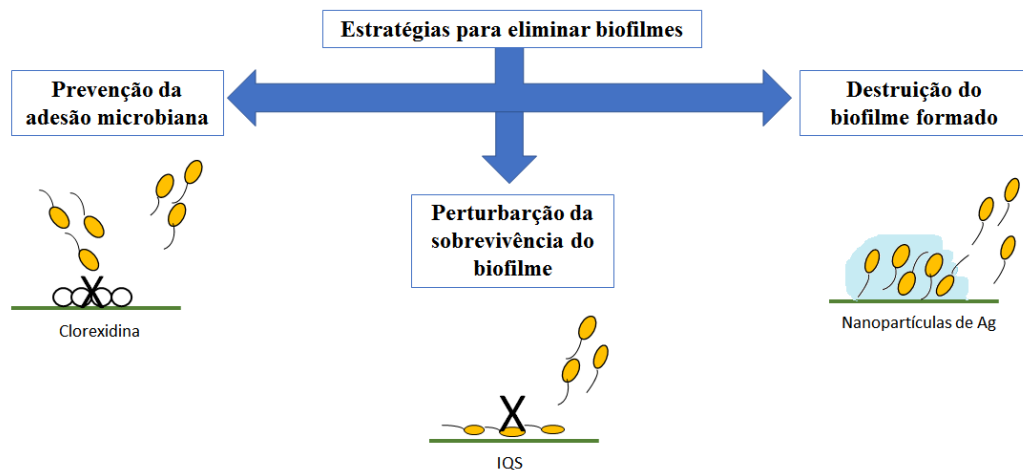 Estratégias para eliminar biofilmes
Prevenção da
adesão microbiana
Destruição do
biofilme formado
Perturbarção da
sobrevivência do
biofilme
X
Clorexidina
Nanopartículas de Ag
X
IQS